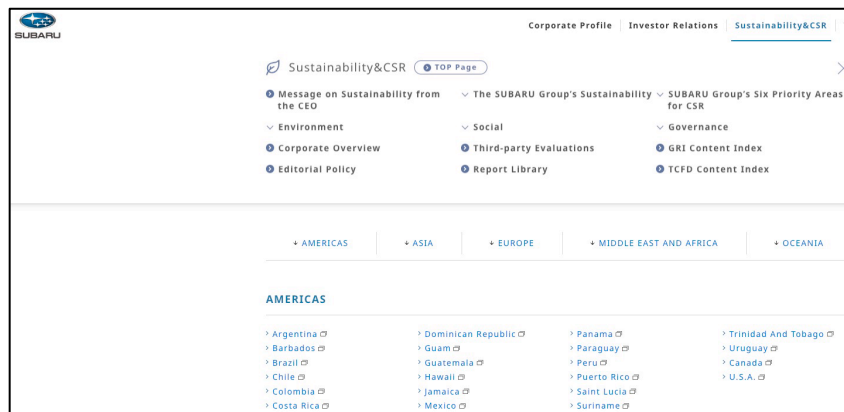 SUBARU
Corporate Profile
Investor Relations
Sustainability&CSR
Sustainability&CSR
TOP Page
Message on Sustainability from
the CEO
The SUBARU Group's Sustainability
SUBARU Group's Six Priority Areas
for CSR
Environment
Social
Governance
Corporate Overview
Third-party Evaluations
GRI Content Index
Editorial Policy
Report Library
TCFD Content Index
AMERICAS
ASIA
EUROPE
MIDDLE EAST AND AFRICA
OCEANIA
AMERICAS
Argentina
Dominican Republic
Panama
Trinidad And Tobago
Barbados
Guam
Paraguay
Uruguay
Brazil
Guatemala
Peru
Canada
Chile
Hawaii
Puerto Rico
U.S.A.
Colombia
Jamaica
Saint Lucia
Costa Rica
Mexico
Suriname